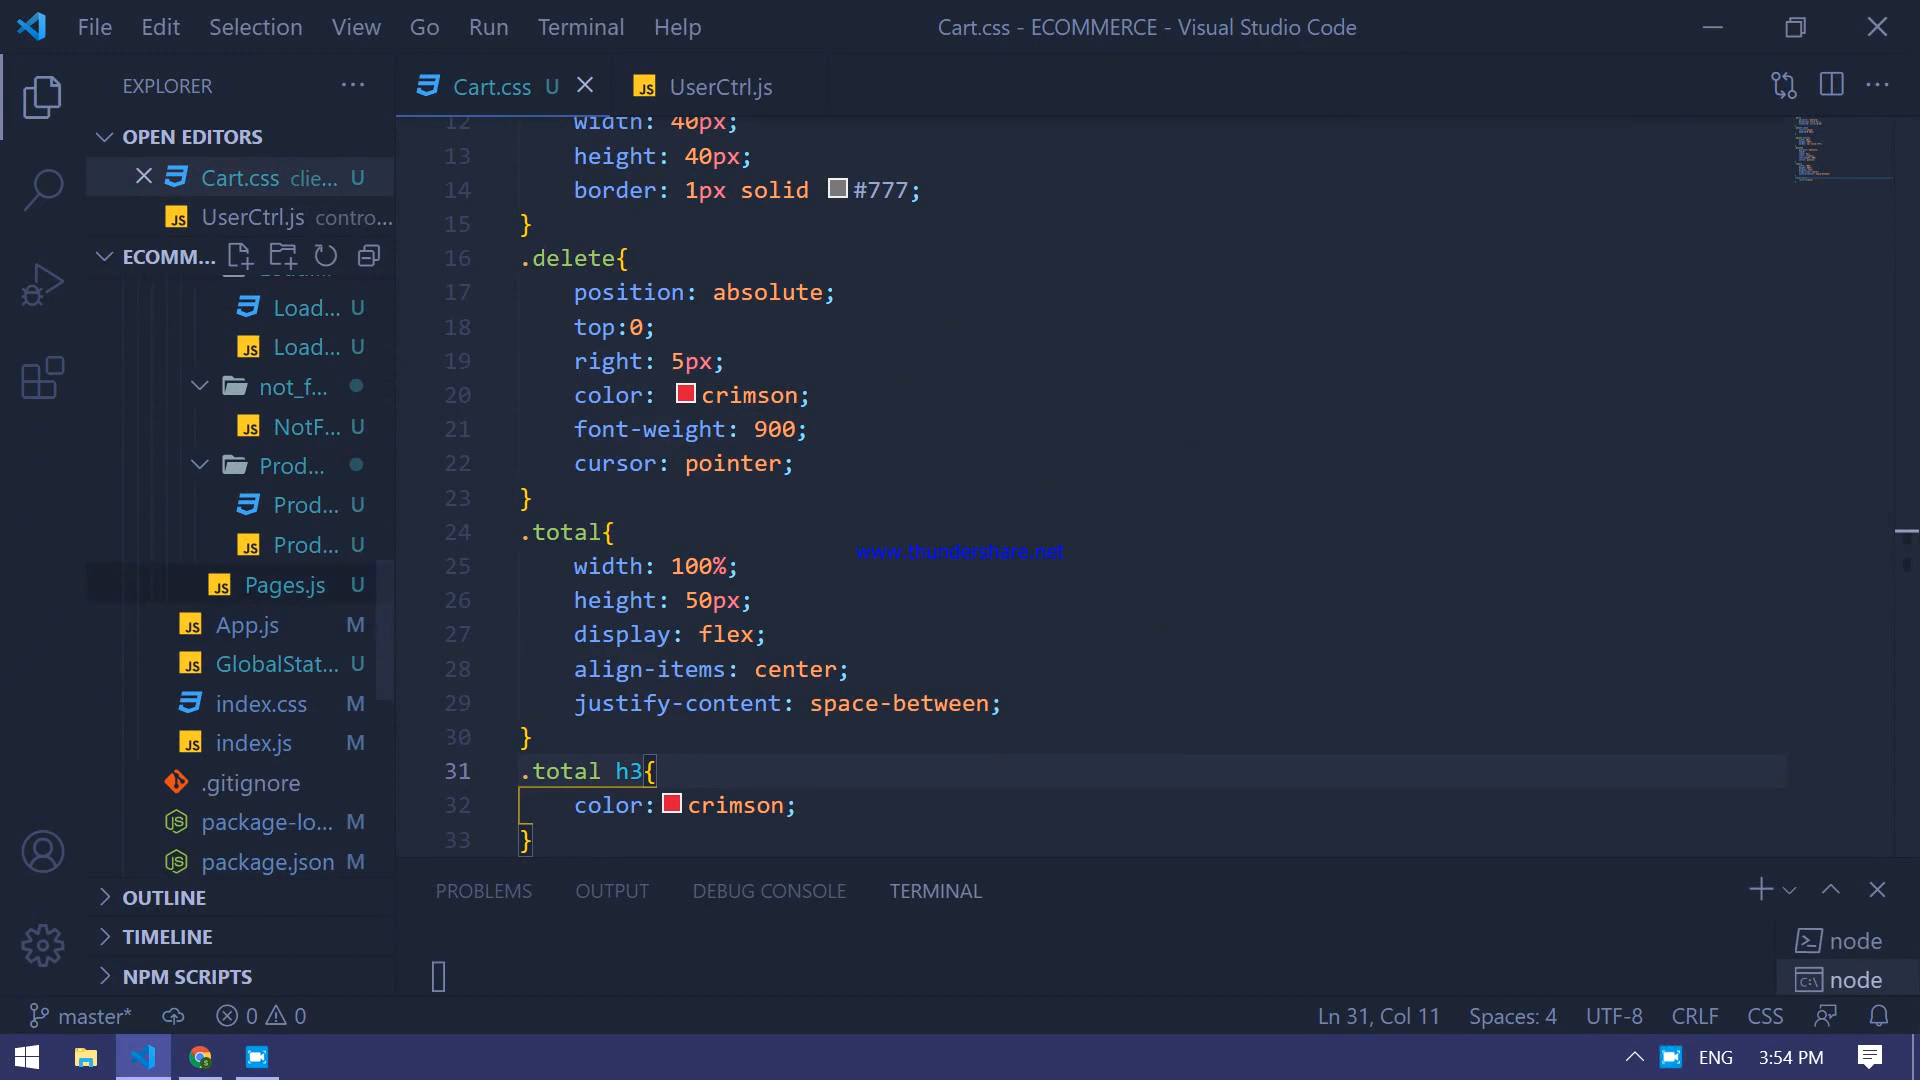 File Edit Selection View Go Run Terminal Help
Cart.css - ECOMMERCE - Visual Studio Code
EXPLORER
OPEN EDITORS
Cart.css clie... U
UserCtrl.js contro...
ECOMM...
Load... U
Load... U
not_f...
NotF... U
Prod...
Prod... U
Prod... U
Pages.js U
App.js M
GlobalStat... U
index.css M
index.js M
.gitignore
package-lo... M
package.json M
OUTLINE
TIMELINE
NPM SCRIPTS
Cart.css U
UserCtrl.js
12 width: 40px;
13 height: 40px;
14 border: 1px solid #777;
15 }
16 .delete{
17 position: absolute;
18 top:0;
19 right: 5px;
20 color: crimson;
21 font-weight: 900;
22 cursor: pointer;
23 }
24 .total{
25 width: 100%;
26 height: 50px;
27 display: flex;
28 align-items: center;
29 justify-content: space-between;
30 }
31 .total h3{
32 color: crimson;
33 }
www.thundershare.net
PROBLEMS OUTPUT DEBUG CONSOLE TERMINAL
node
node
master* 0 0
Ln 31, Col 11 Spaces: 4 UTF-8 CRLF CSS
ENG 3:54 PM